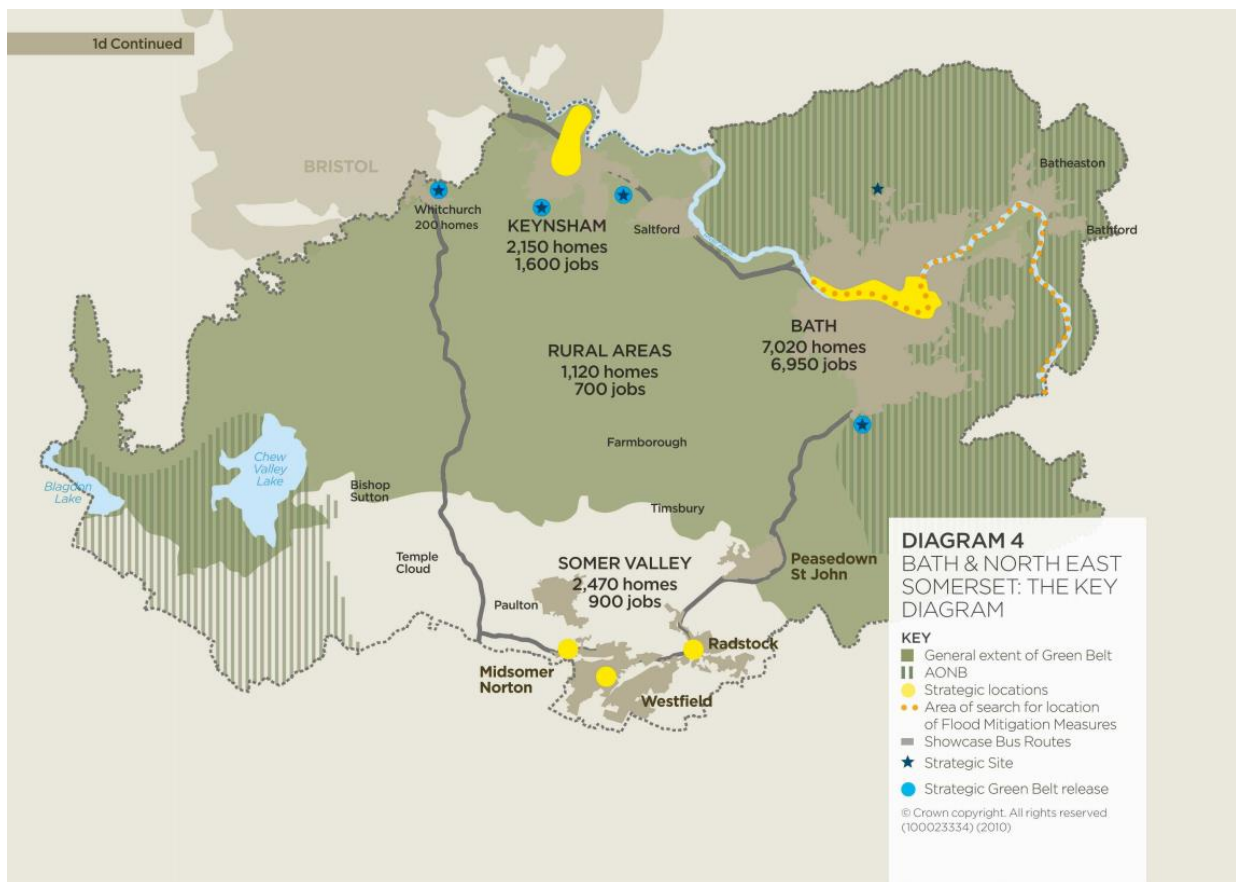 1d Continued
BRISTOL
Batheaston
Whitchurch
200 homes
KEYNSHAM
2,150 homes
1,600 jobs
Saltford
Bathford
BATH
7,020 homes
6,950 jobs
RURAL AREAS
1,120 homes
700 jobs
Farmborough
Chew
Valley
Lake
Blagdon
Lake
Bishop
Sutton
Timsbury
Temple
Cloud
SOMER VALLEY
2,470 homes
900 jobs
Peasedown
St John
Paulton
Radstock
Midsomer
Norton
Westfield
DIAGRAM 4
BATH & NORTH EAST
SOMERSET: THE KEY
DIAGRAM
KEY
General extent of Green Belt
AONB
Strategic locations
Area of search for location
of Flood Mitigation Measures
Showcase Bus Routes
Strategic Site
Strategic Green Belt release
© Crown copyright. All rights reserved
(100023334) (2010)